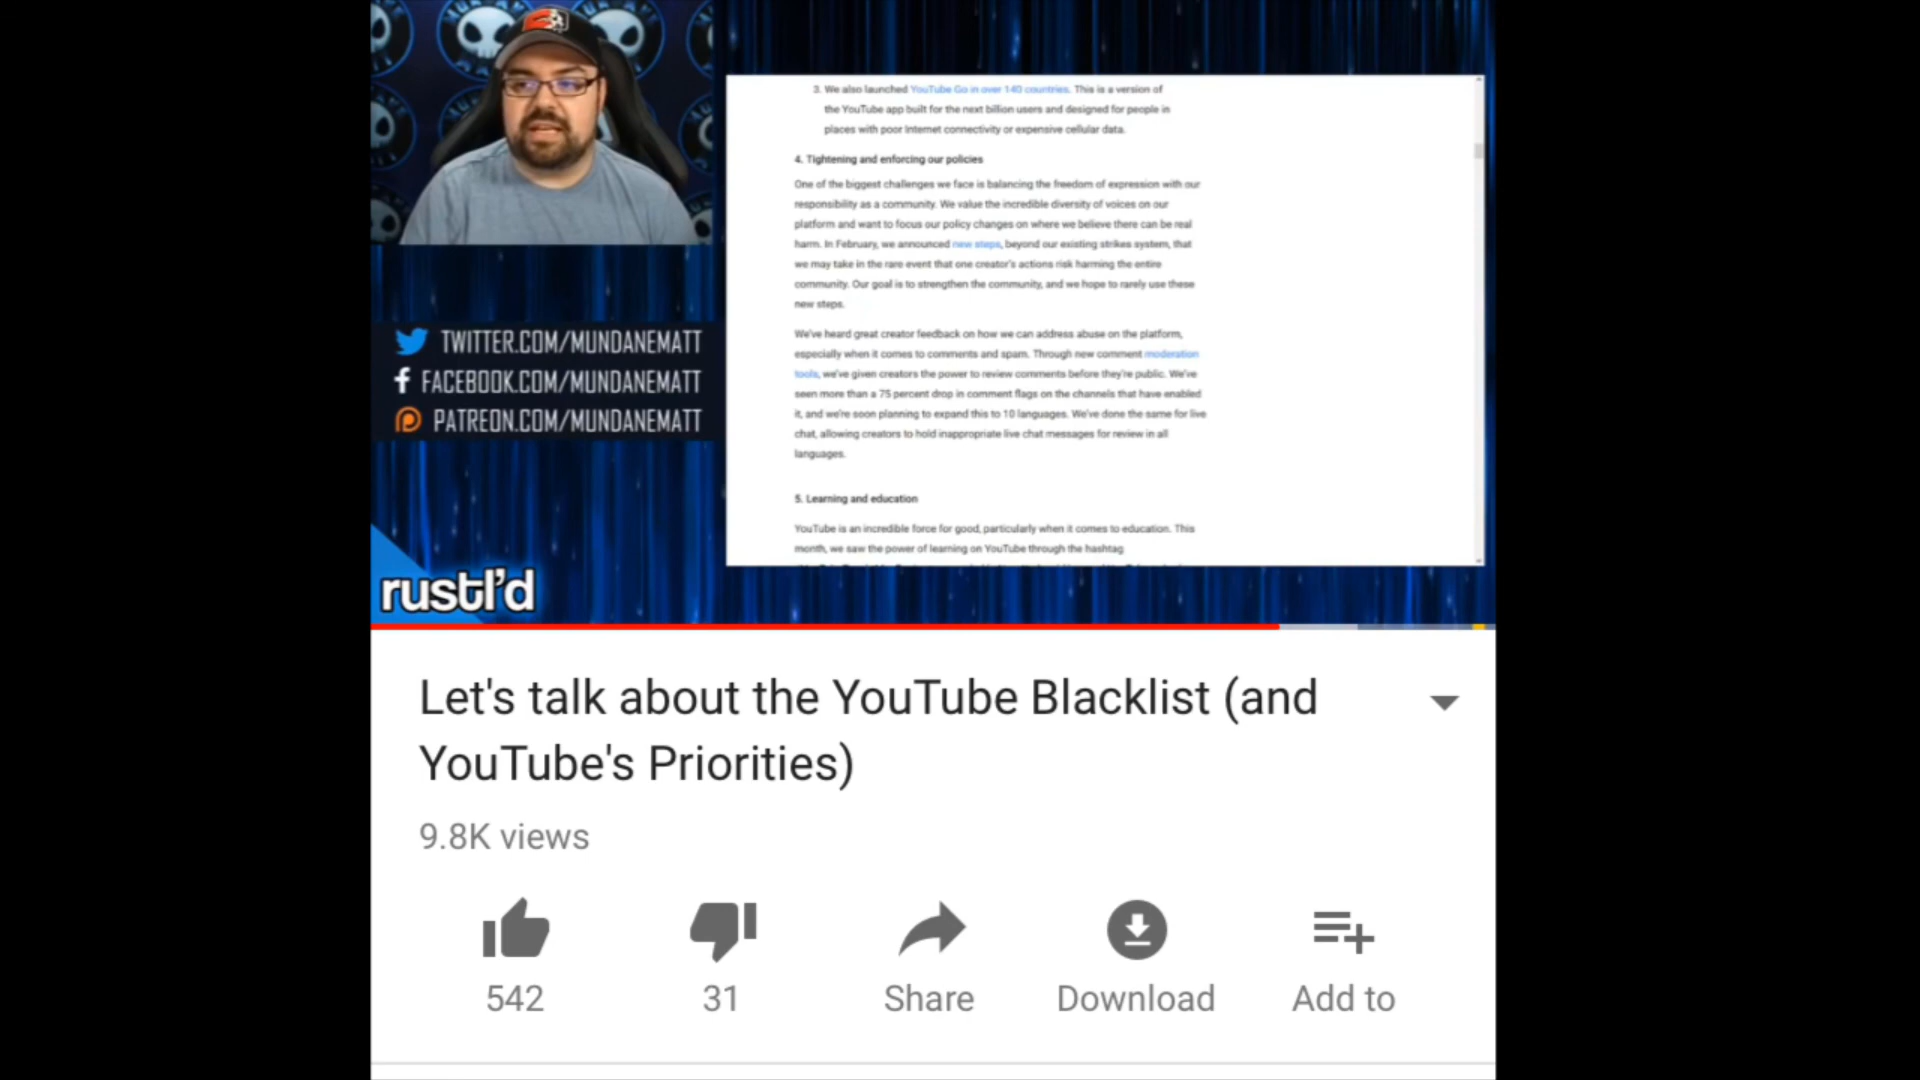 3. We also launched YouTube Go in over 140 countries. This is a version of
the YouTube app built for the next billion users and designed for people in
places with poor Internet connectivity or expensive cellular data.
4. Tightening and enforcing our policies
One of the biggest challenges we face is balancing the freedom of expression with our
responsibility as a community. We value the incredible diversity of voices on our
platform and want to focus our policy changes on where we believe there can be real
harm. In February, we announced new steps, beyond our existing strikes system, that
we may take in the rare event that one creator's actions risk harming the entire
community. Our goal is to strengthen the community, and we hope to rarely use these
new steps.
We've heard great creator feedback on how we can address abuse on the platform,
especially when it comes to comments and spam. Through new comment moderation
tools, we've given creators the power to review comments before they're public. We've
seen more than a 75 percent drop in comment flags on the channels that have enabled
it, and we're soon planning to expand this to 10 languages. We've done the same for live
chat, allowing creators to hold inappropriate live chat messages for review in all
languages.
5. Learning and education
YouTube is an incredible force for good, particularly when it comes to education. This
month, we saw the power of learning on YouTube through the hashtag
TWITTER.COM/MUNDANEMATT
FACEBOOK.COM/MUNDANEMATT
PATREON.COM/MUNDANEMATT
rustl'd
Let's talk about the YouTube Blacklist (and
YouTube's Priorities)
9.8K views
542
31
Share
Download
Add to